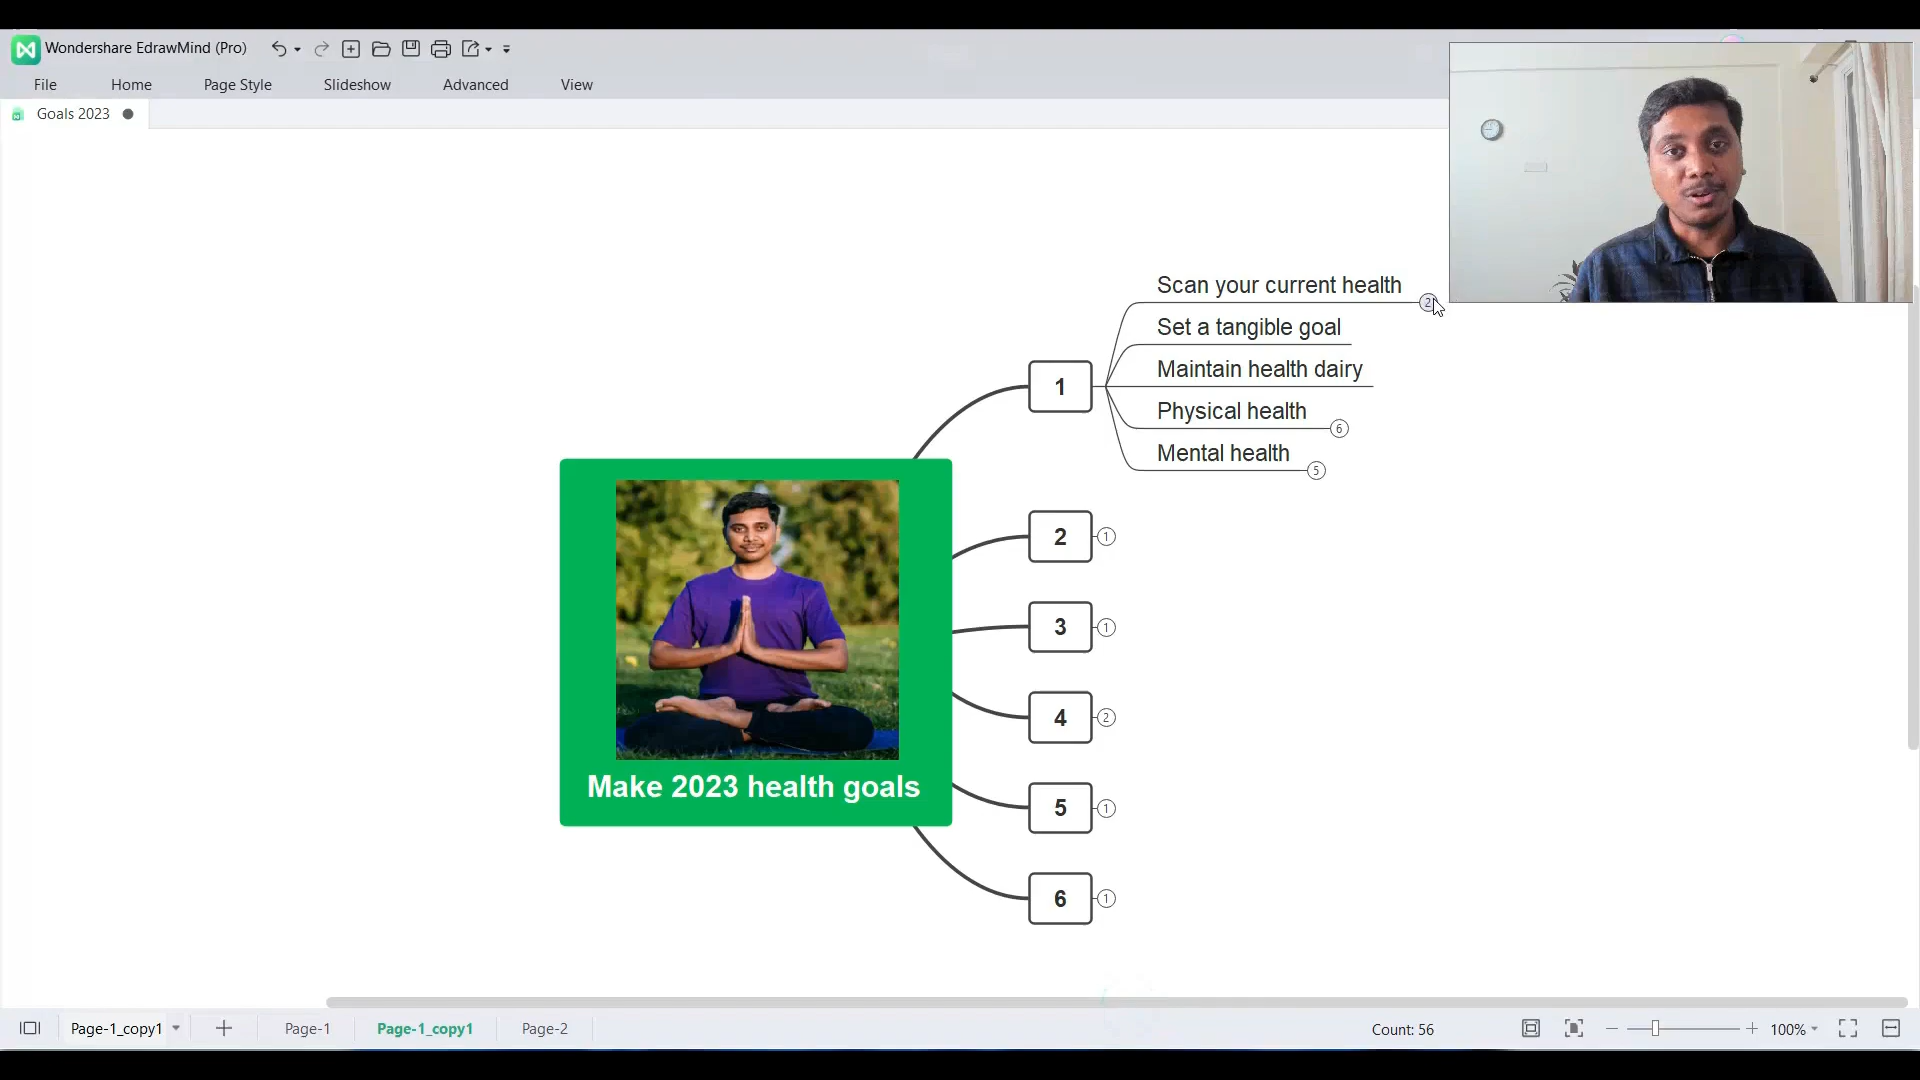 Wondershare EdrawMind (Pro)
File Home Page Style Slideshow Advanced View
Goals 2023
Scan your current health 2
Set a tangible goal
Maintain health dairy
Physical health 6
Mental health 5
1
2 1
3 1
4 2
5 1
6 1
Make 2023 health goals
Page-1_copy1 Page-1 Page-1_copy1 Page-2 Count: 56 100%